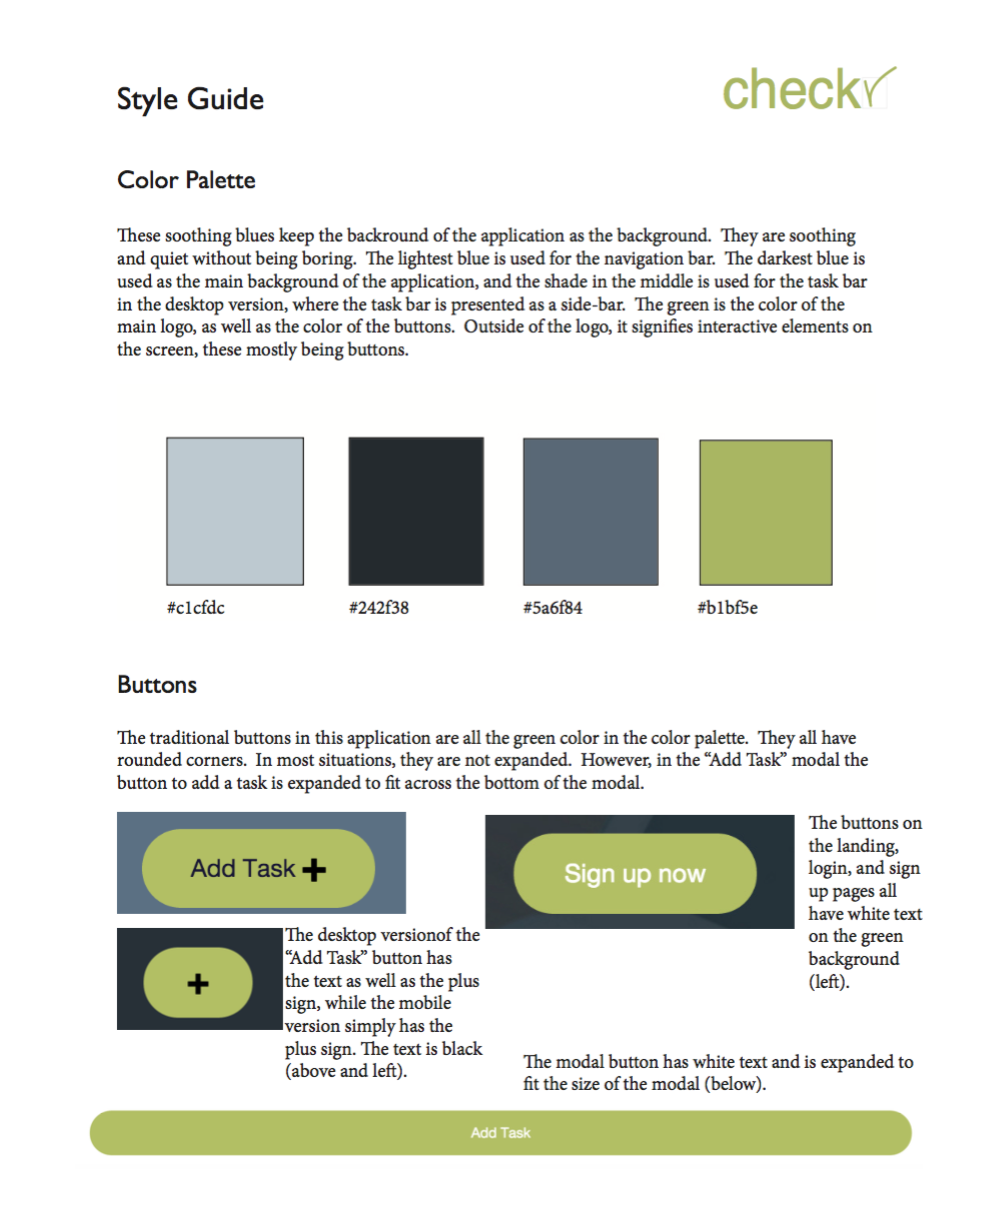 Style Guide
check
Color Palette
These soothing blues keep the backround of the application as the background.  They are soothing
and quiet without being boring.  The lightest blue is used for the navigation bar.  The darkest blue is
used as the main background of the application, and the shade in the middle is used for the task bar
in the desktop version, where the task bar is presented as a side-bar.  The green is the color of the
main logo, as well as the color of the buttons.  Outside of the logo, it signifies interactive elements on
the screen, these mostly being buttons.
#c1cfdc
#242f38
#5a6f84
#b1bf5e
Buttons
The traditional buttons in this application are all the green color in the color palette.  They all have
rounded corners.  In most situations, they are not expanded.  However, in the “Add Task” modal the
button to add a task is expanded to fit across the bottom of the modal.
Add Task +
Sign up now
The buttons on
the landing,
login, and sign
up pages all
have white text
on the green
background
(left).
+
The desktop versionof the
“Add Task” button has
the text as well as the plus
sign, while the mobile
version simply has the
plus sign. The text is black
(above and left).
The modal button has white text and is expanded to
fit the size of the modal (below).
Add Task